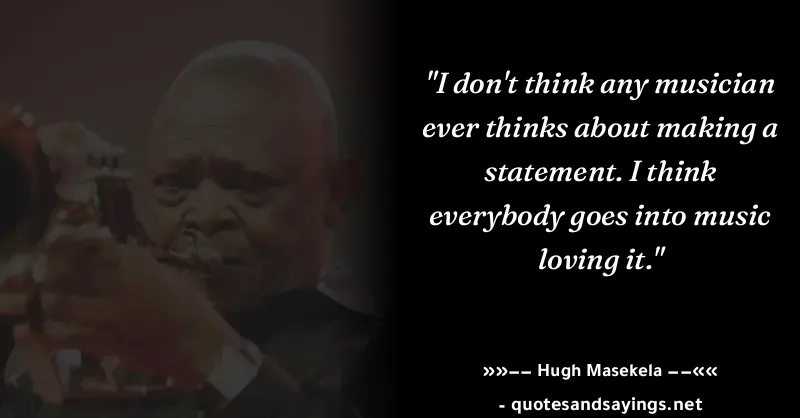 "I don't think any musician
ever thinks about making a
statement. I think
everybody goes into music
loving it."
»»−− Hugh Masekela −−««
- quotesandsayings.net